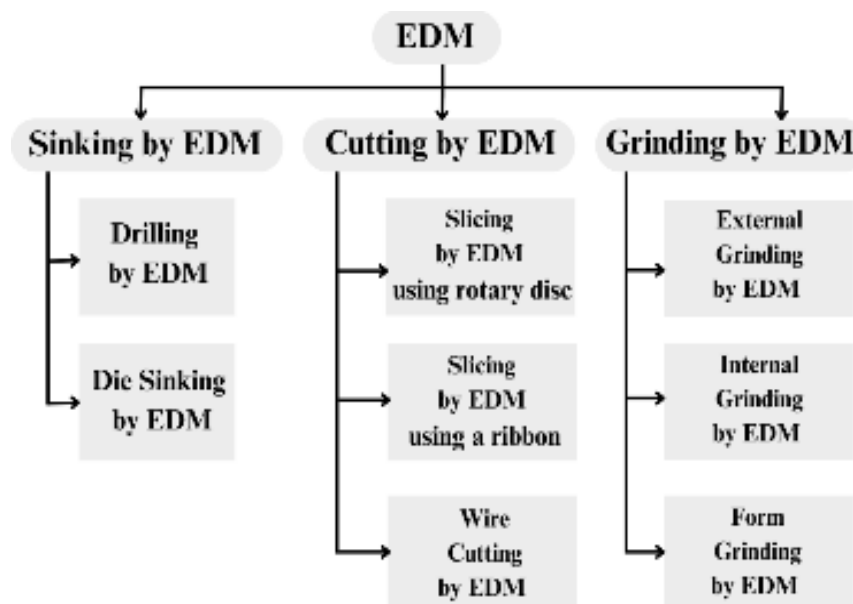 EDM
Sinking by EDM
Cutting by EDM
Grinding by EDM
Drilling
by EDM
Die Sinking
by EDM
Slicing
by EDM
using rotary disc
Slicing
by EDM
using a ribbon
Wire
Cutting
by EDM
External
Grinding
by EDM
Internal
Grinding
by EDM
Form
Grinding
by EDM